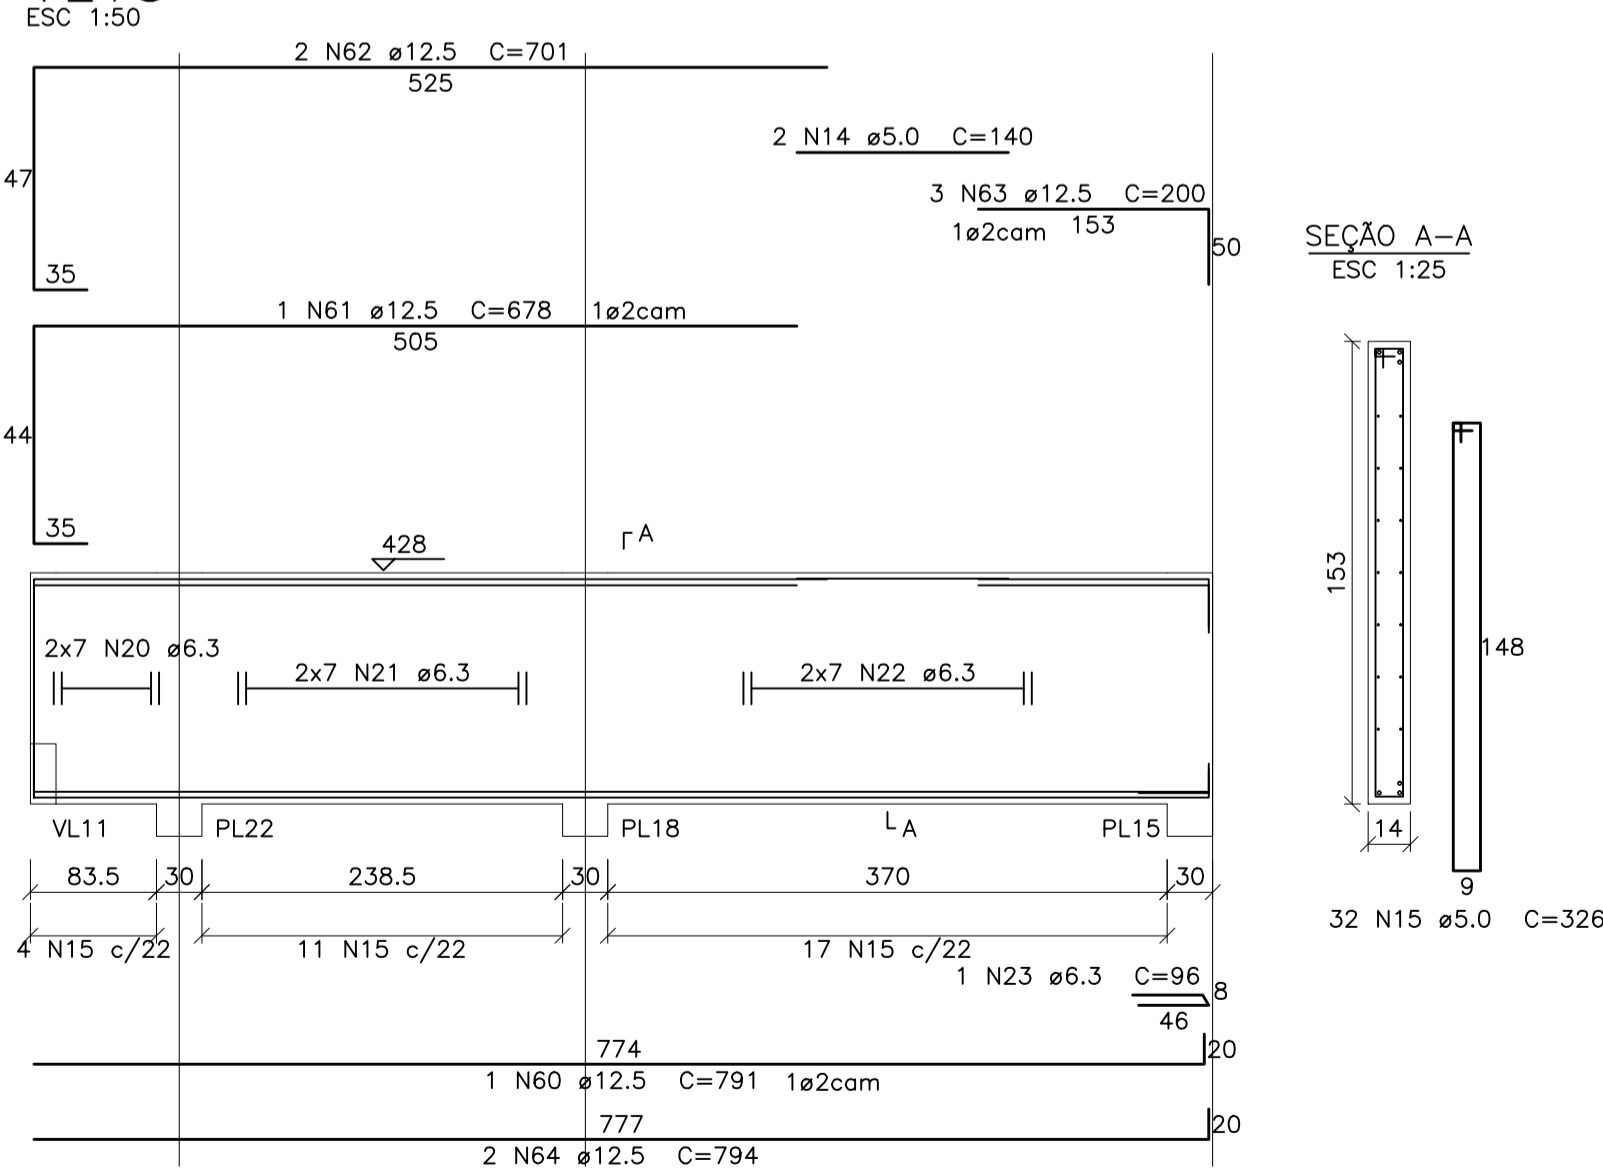 ESC 1:50
2 N62 ø12.5 C=701
525
47
35
2 N14 ø5.0 C=140
3 N63 ø12.5 C=200
1ø2cam 153
50
1 N61 ø12.5 C=678 1ø2cam
505
44
35
428
A
2x7 N20 ø6.3
2x7 N21 ø6.3
2x7 N22 ø6.3
VL11
PL22
PL18
A
PL15
83.5
30
238.5
30
370
30
4 N15 c/22
11 N15 c/22
17 N15 c/22
1 N23 ø6.3 C=96
8
46
774
20
1 N60 ø12.5 C=791 1ø2cam
777
20
2 N64 ø12.5 C=794
SEÇÃO A-A
ESC 1:25
153
14
148
9
32 N15 ø5.0 C=326